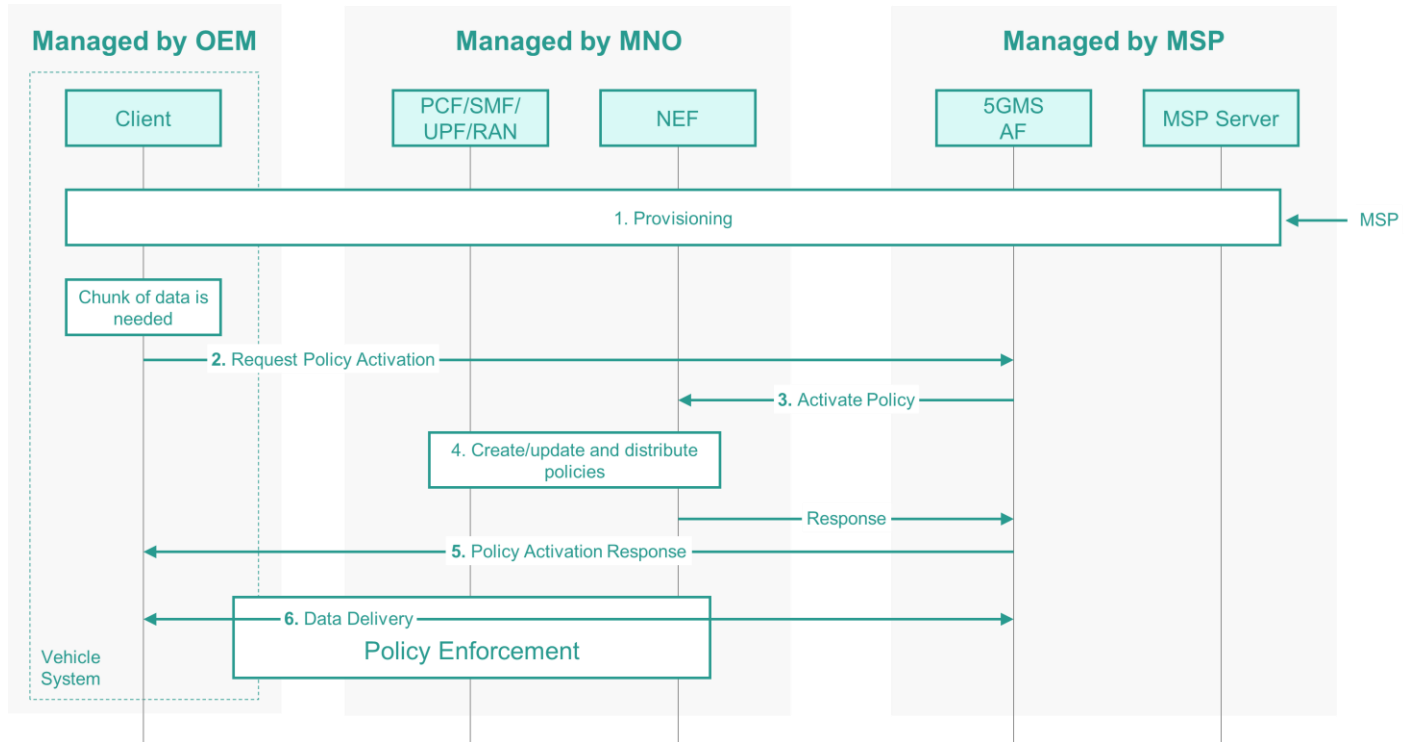 Managed by OEM
Managed by MNO
Managed by MSP
Client
PCF/SMF/
UPF/RAN
NEF
5GMS
AF
MSP Server
1. Provisioning
MSP
Chunk of data is
needed
2. Request Policy Activation
3. Activate Policy
4. Create/update and distribute
policies
Response
5. Policy Activation Response
6. Data Delivery
Policy Enforcement
Vehicle
System